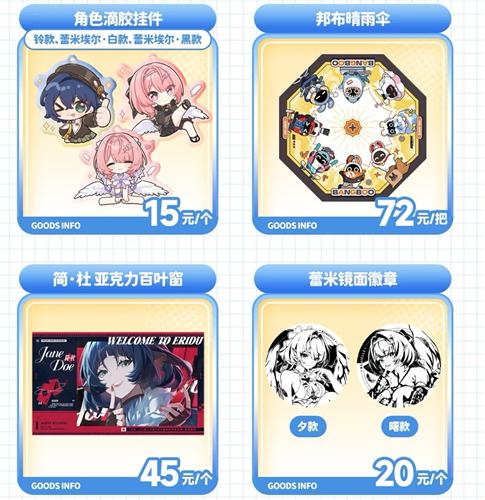 角色滴胶挂件
铃款、蕾米埃尔·白款、蕾米埃尔·黑款
15元/个
GOODS INFO
邦布晴雨伞
BANGBOO
BANGBOO
72元/把
GOODS INFO
简·杜 亚克力百叶窗
WELCOME TO ERIDU
Jane
Doe
45元/个
GOODS INFO
蕾米镜面徽章
夕款
曙款
20元/个
GOODS INFO